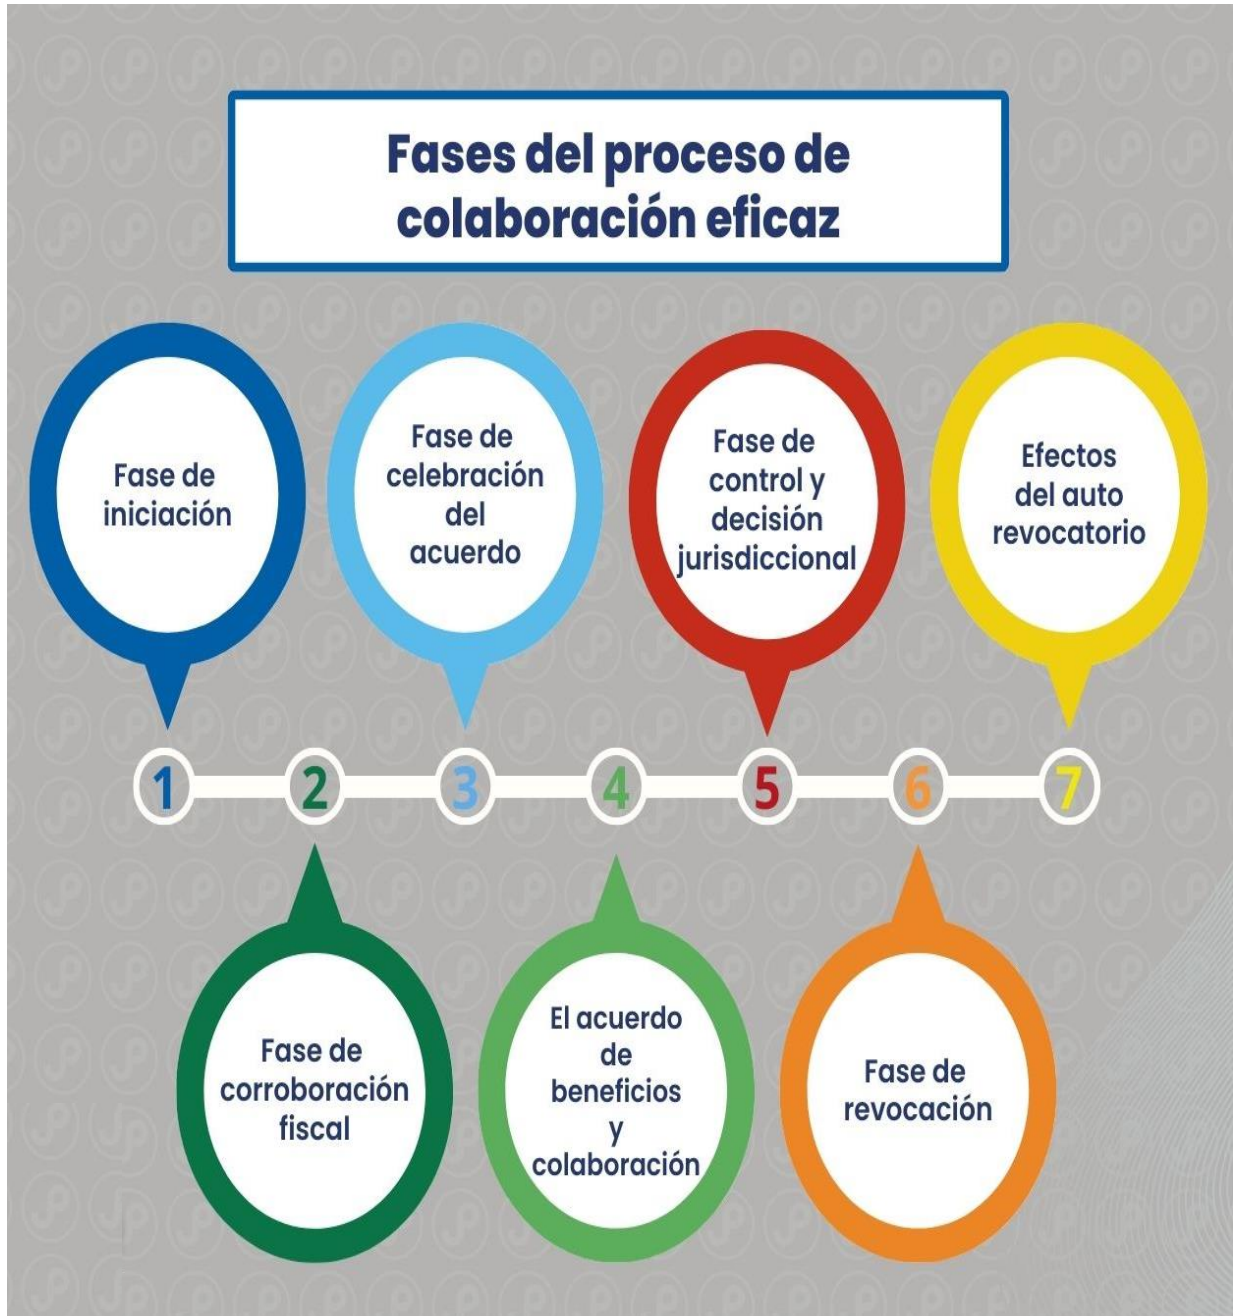 Fases del proceso de
colaboración eficaz
Fase de
iniciación
Fase de
celebración
del
acuerdo
Fase de
control y
decisión
jurisdiccional
Efectos
del auto
revocatorio
1
2
3
4
5
6
7
Fase de
corroboración
fiscal
El acuerdo
de
beneficios
y
colaboración
Fase de
revocación